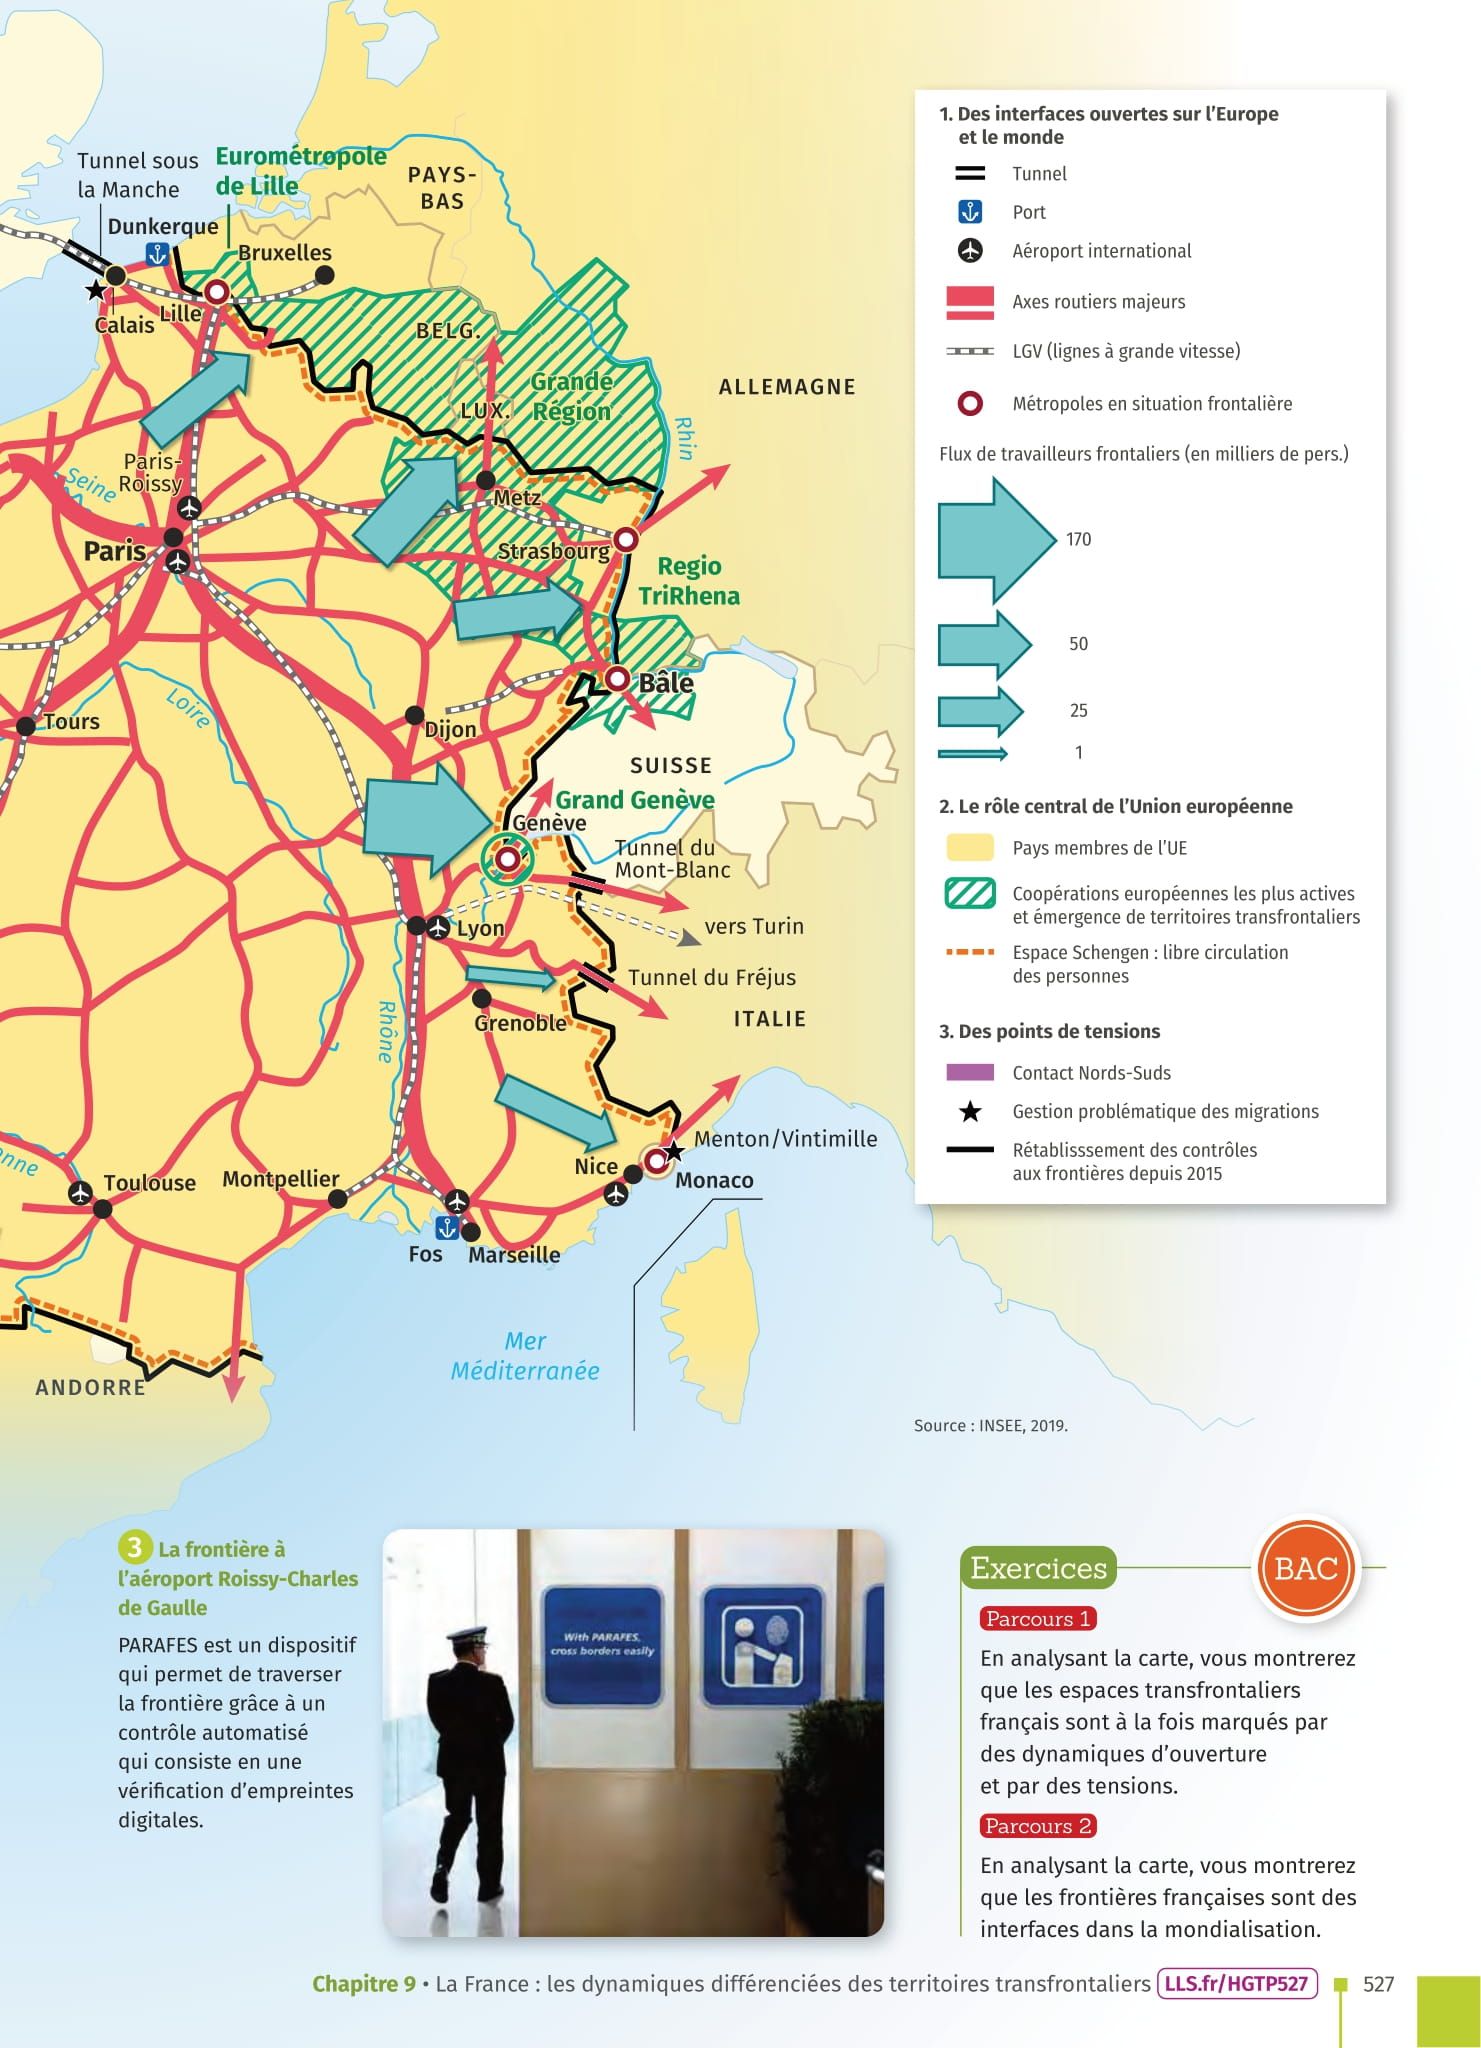 Tunnel sous
la Manche
Eurométropole
de Lille
Dunkerque
Bruxelles
PAYS-
BAS
Calais
Lille
BELG.
LUX.
Grande
Région
ALLEMAGNE
Rhin
Seine
Paris-
Roissy
Paris
Metz
Strasbourg
Regio
TriRhena
Bâle
Loire
Tours
Dijon
SUISSE
Grand Genève
Genève
Tunnel du
Mont-Blanc
vers Turin
Lyon
Tunnel du Fréjus
Grenoble
ITALIE
Rhône
Menton/Vintimille
Nice
Monaco
onne
Toulouse
Montpellier
Fos
Marseille
Mer
Méditerranée
ANDORRE
1. Des interfaces ouvertes sur l'Europe
et le monde
Tunnel
Port
Aéroport international
Axes routiers majeurs
LGV (lignes à grande vitesse)
Métropoles en situation frontalière
Flux de travailleurs frontaliers (en milliers de pers.)
170
50
25
1
2. Le rôle central de l'Union européenne
Pays membres de l'UE
Coopérations européennes les plus actives
et émergence de territoires transfrontaliers
Espace Schengen : libre circulation
des personnes
3. Des points de tensions
Contact Nords-Suds
Gestion problématique des migrations
Rétablisssement des contrôles
aux frontières depuis 2015
Source : INSEE, 2019.
3 La frontière à
l'aéroport Roissy-Charles
de Gaulle
PARAFES est un dispositif
qui permet de traverser
la frontière grâce à un
contrôle automatisé
qui consiste en une
vérification d'empreintes
digitales.
With PARAFES,
cross borders easily
Exercices
BAC
Parcours 1
En analysant la carte, vous montrerez
que les espaces transfrontaliers
français sont à la fois marqués par
des dynamiques d'ouverture
et par des tensions.
Parcours 2
En analysant la carte, vous montrerez
que les frontières françaises sont des
interfaces dans la mondialisation.
Chapitre 9 • La France : les dynamiques différenciées des territoires transfrontaliers LLS.fr/HGTP527 527